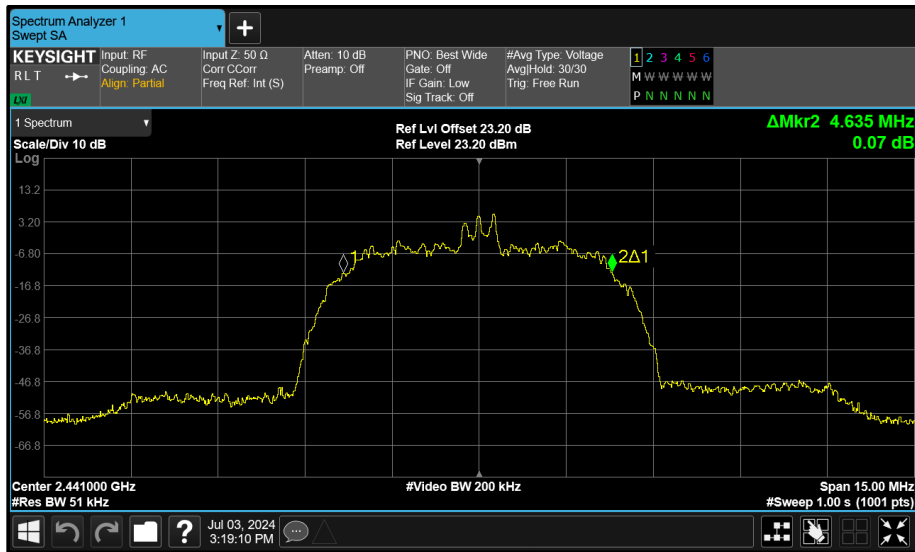 Spectrum Analyzer 1
Swept SA
+
KEYSIGHT
R L T
LXI
Input: RF
Coupling: AC
Align: Partial
Input Z: 50 Ω
Corr CCorr
Freq Ref: Int (S)
Atten: 10 dB
Preamp: Off
PNO: Best Wide
Gate: Off
IF Gain: Low
Sig Track: Off
#Avg Type: Voltage
Avg|Hold: 30/30
Trig: Free Run
1 2 3 4 5 6
M W W W W W
P N N N N N
1 Spectrum
Scale/Div 10 dB
Log
Ref Lvl Offset 23.20 dB
Ref Level 23.20 dBm
ΔMkr2 4.635 MHz
0.07 dB
13.2
3.20
-6.80
-16.8
-26.8
-36.8
-46.8
-56.8
-66.8
1
2Δ1
Center 2.441000 GHz
#Res BW 51 kHz
#Video BW 200 kHz
Span 15.00 MHz
#Sweep 1.00 s (1001 pts)
?
Jul 03, 2024
3:19:10 PM